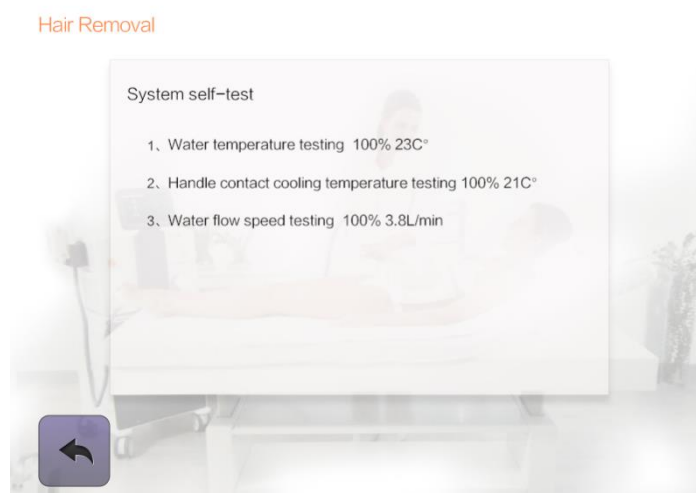 Hair Removal
System self-test
1、Water temperature testing 100% 23C°
2、Handle contact cooling temperature testing 100% 21C°
3、Water flow speed testing 100% 3.8L/min